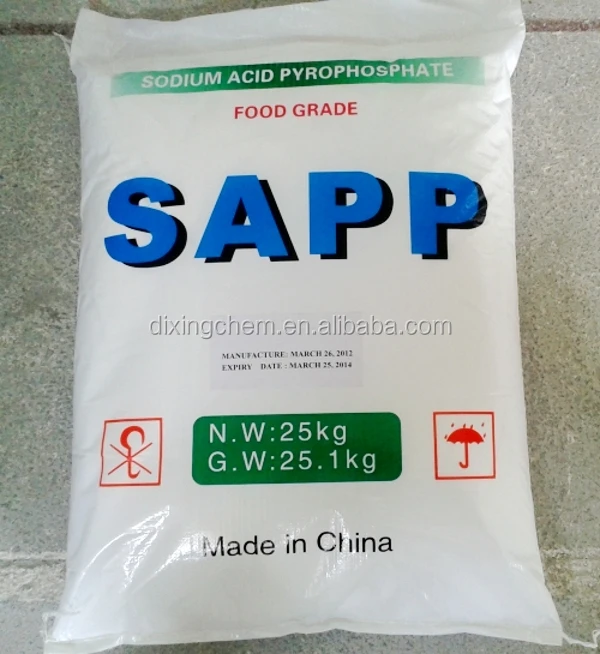 SODIUM ACID PYROPHOSPHATE
FOOD GRADE
SAPP
dixingchem.en.alibaba.com
MANUFACTURE: MARCH 26, 2012
EXPIRY DATE : MARCH 25, 2014
N.W:25kg
G.W:25.1kg
Made in China